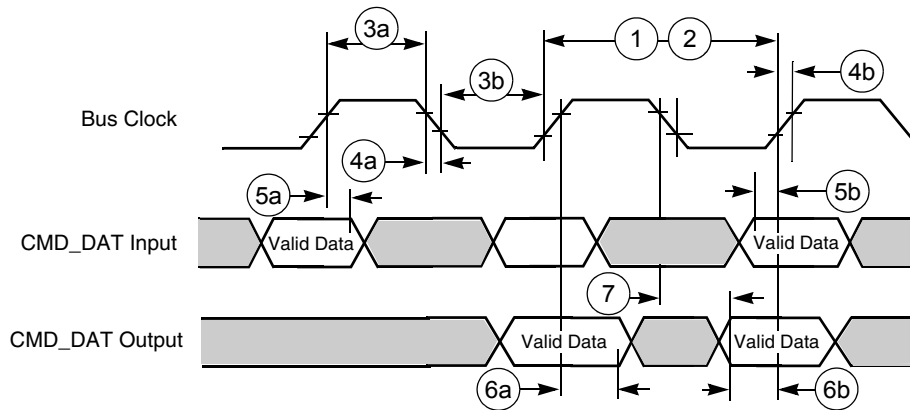 3a
1
2
3b
4b
Bus Clock
4a
5a
5b
CMD_DAT Input
Valid Data
Valid Data
7
CMD_DAT Output
Valid Data
Valid Data
6a
6b